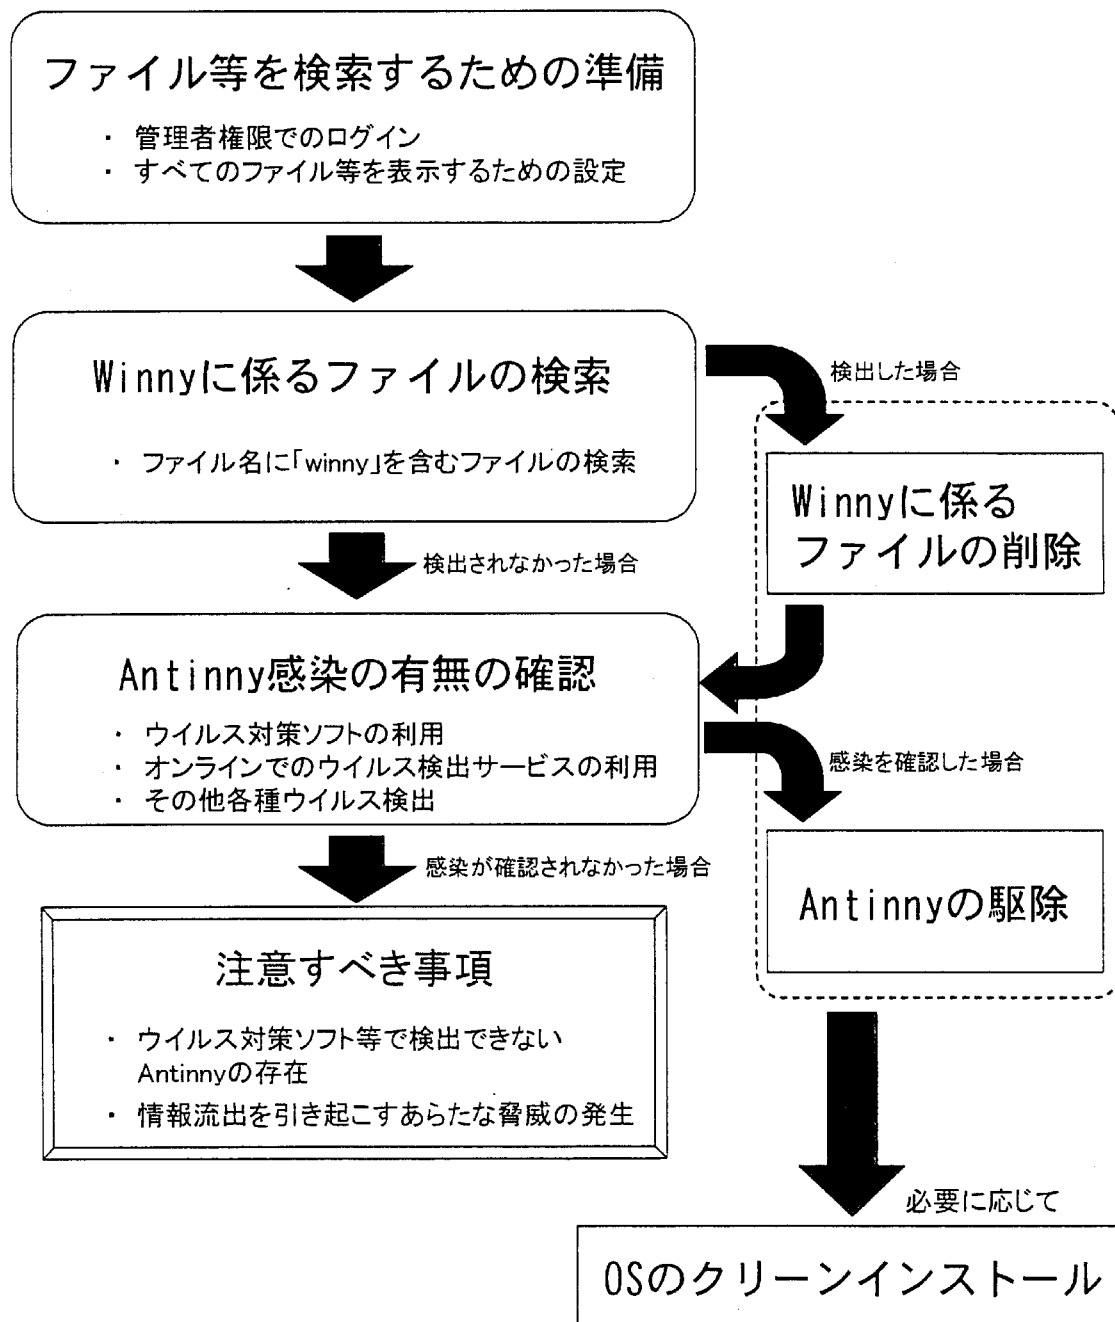 ファイル等を検索するための準備
・ 管理者権限でのログイン
・ すべてのファイル等を表示するための設定
Winnyに係るファイルの検索
・ ファイル名に「winny」を含むファイルの検索
検出した場合
Winnyに係る
ファイルの削除
検出されなかった場合
Antinny感染の有無の確認
・ ウイルス対策ソフトの利用
・ オンラインでのウイルス検出サービスの利用
・ その他各種ウイルス検出
感染を確認した場合
Antinnyの駆除
感染が確認されなかった場合
注意すべき事項
・ ウイルス対策ソフト等で検出できない
Antinnyの存在
・ 情報流出を引き起こすあらたな脅威の発生
必要に応じて
OSのクリーンインストール